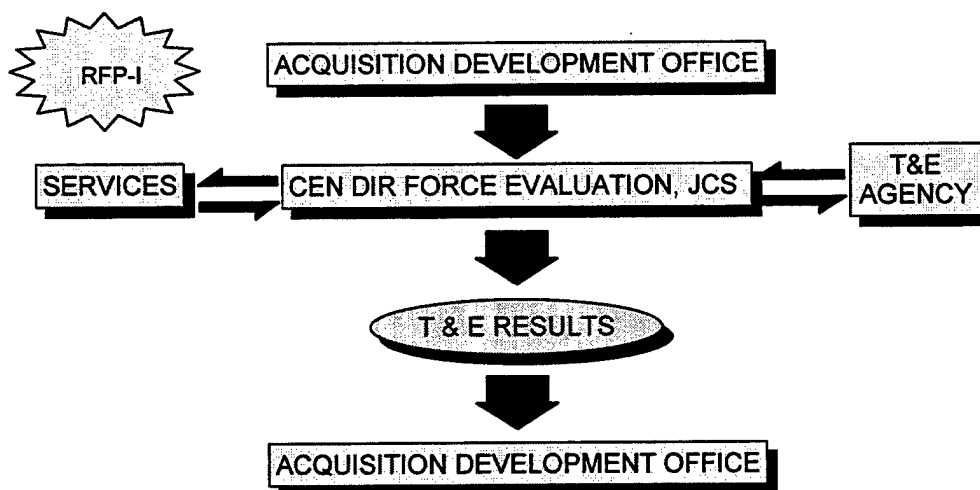 RFP-I
ACQUISITION DEVELOPMENT OFFICE
SERVICES
CEN DIR FORCE EVALUATION, JCS
T&E
AGENCY
T & E RESULTS
ACQUISITION DEVELOPMENT OFFICE